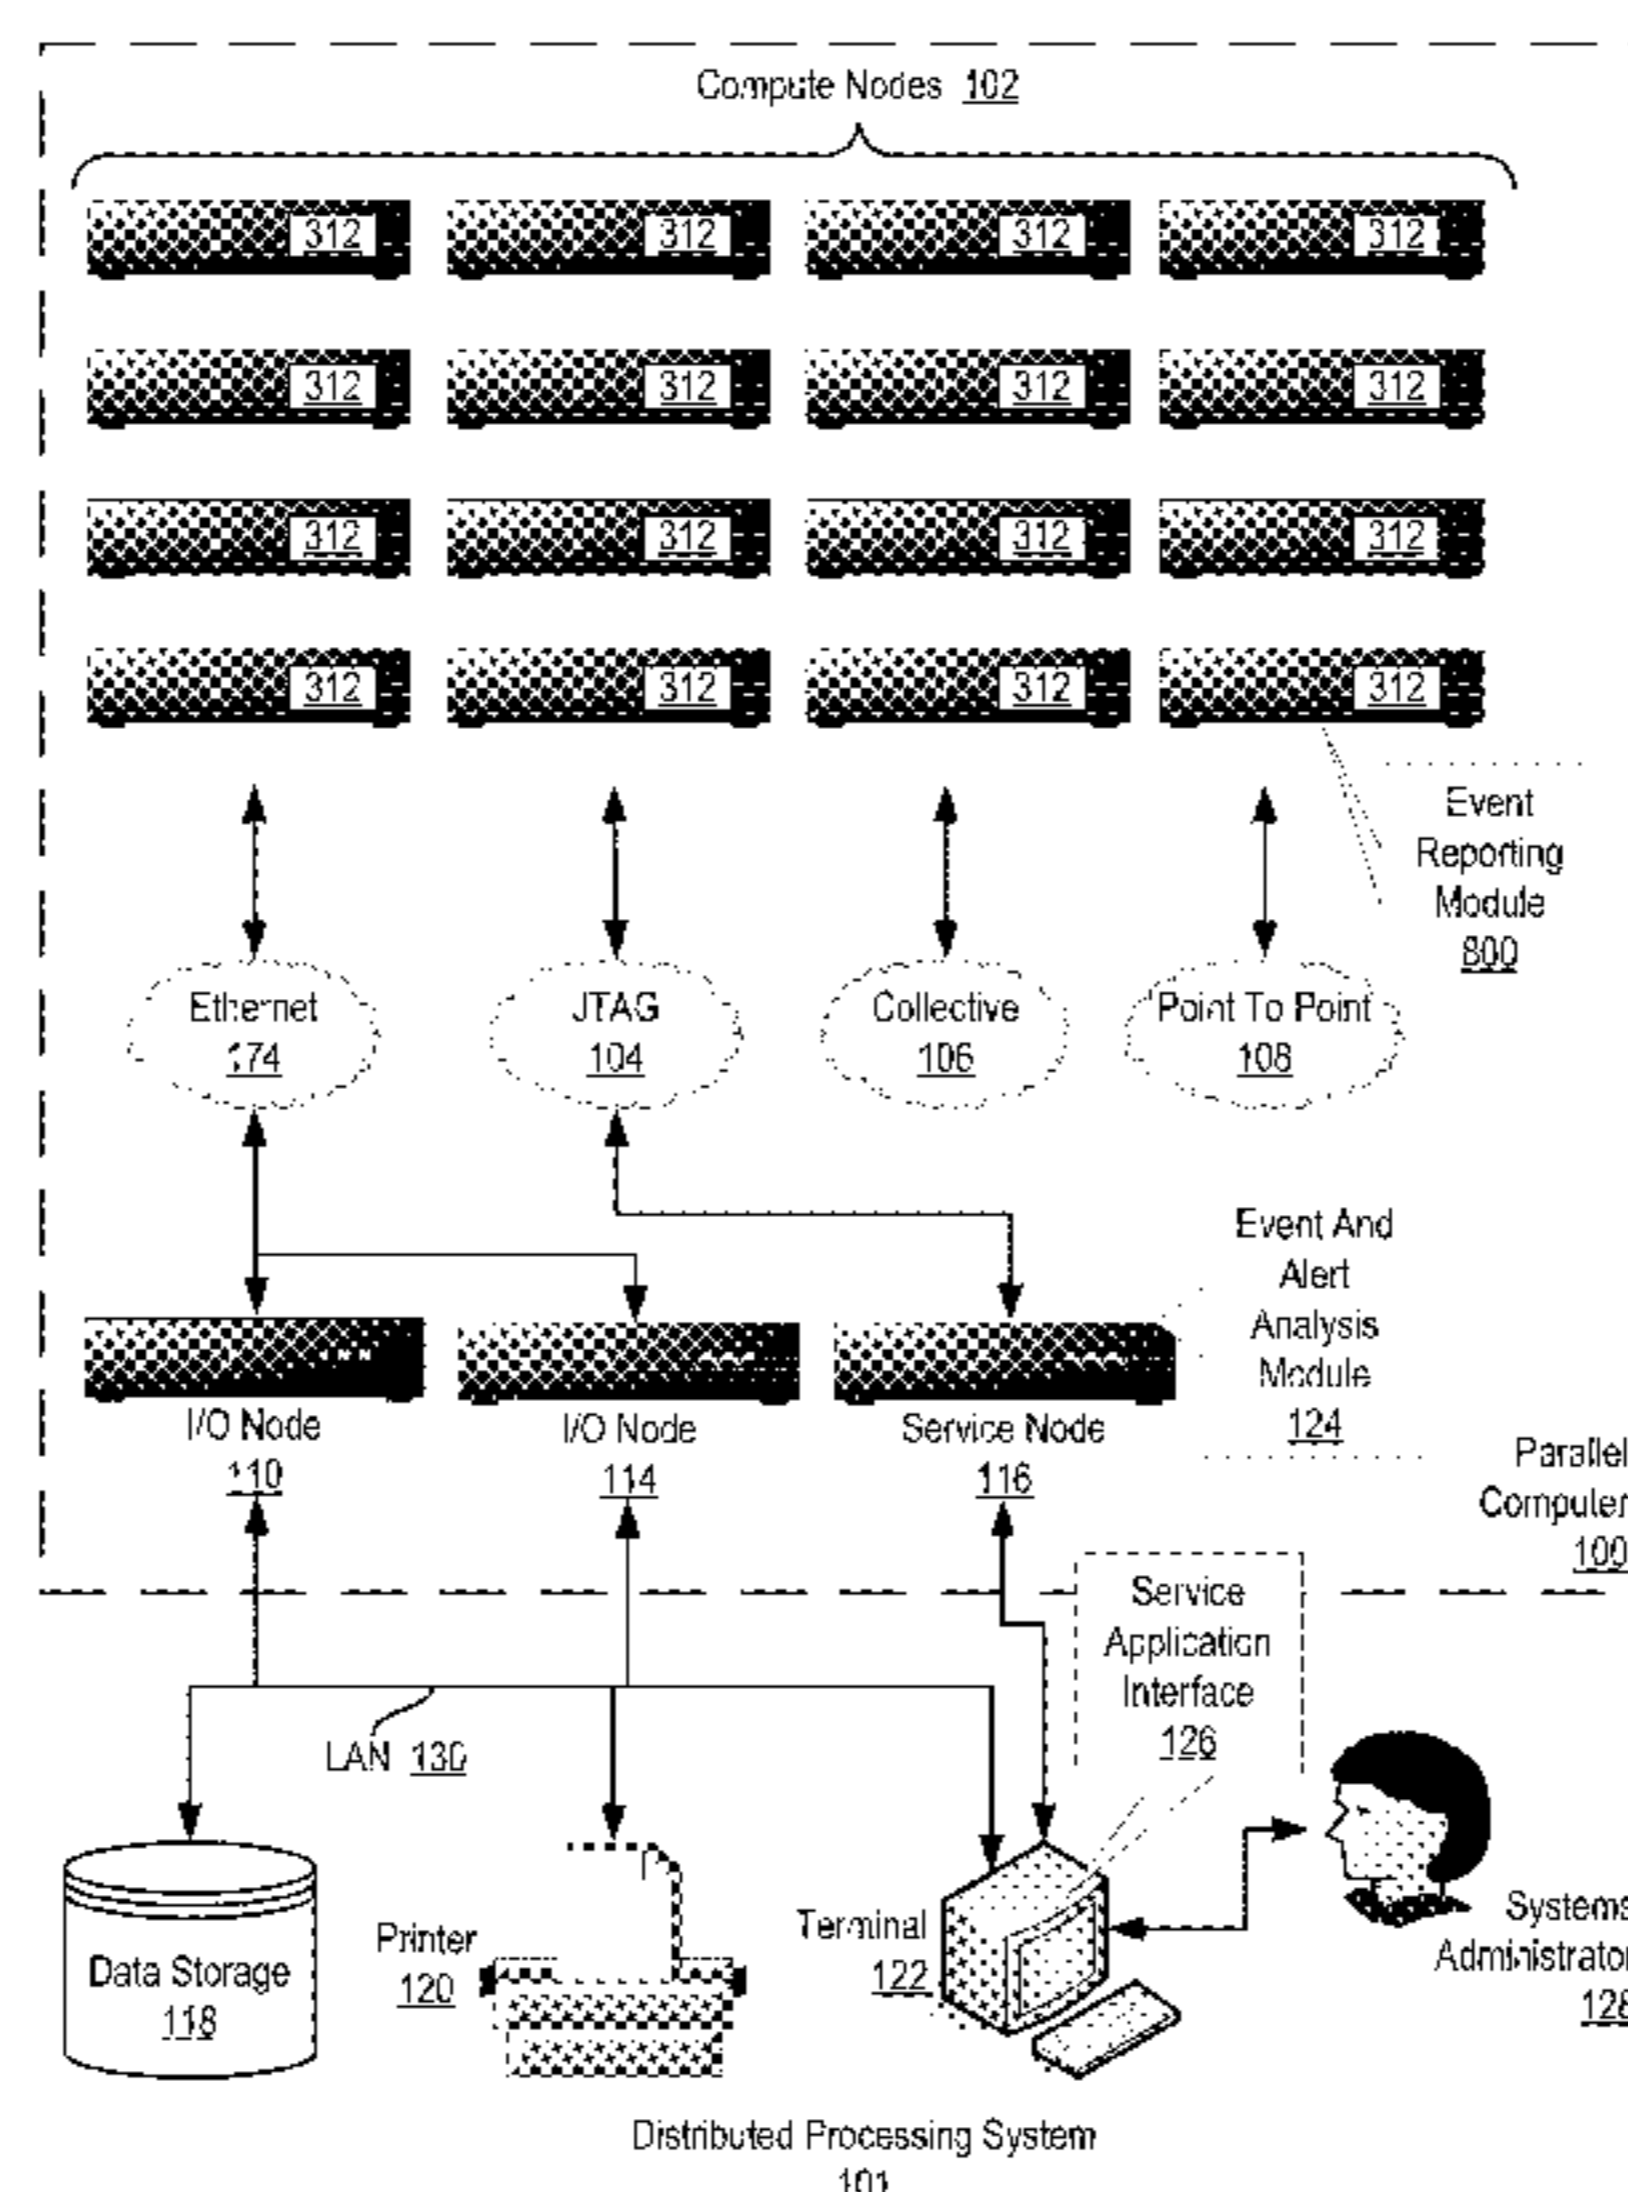 Compute Nodes 102
312 312 312 312
312 312 312 312
312 312 312 312
312 312 312 312
Event
Reporting
Module
800
Ethernet
174
JTAG
104
Collective
106
Point To Point
108
Event And
Alert
Analysis
Module
124
I/O Node
110
I/O Node
114
Service Node
116
Parallel
Computer
100
Service
Application
Interface
126
LAN 130
Data Storage
118
Printer
120
Terminal
122
Systems
Administrator
128
Distributed Processing System
101